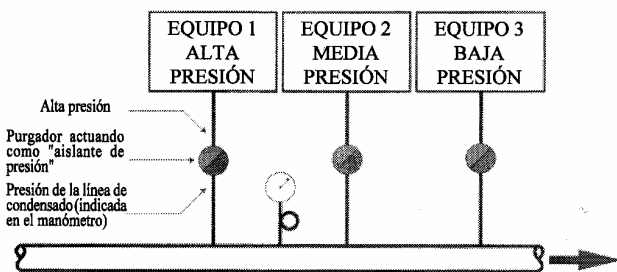 EQUIPO 1
ALTA
PRESIÓN
EQUIPO 2
MEDIA
PRESIÓN
EQUIPO 3
BAJA
PRESIÓN
Alta presión
Purgador actuando
como "aislante de
presión"
Presión de la línea de
condensado(indicada
en el manómetro)